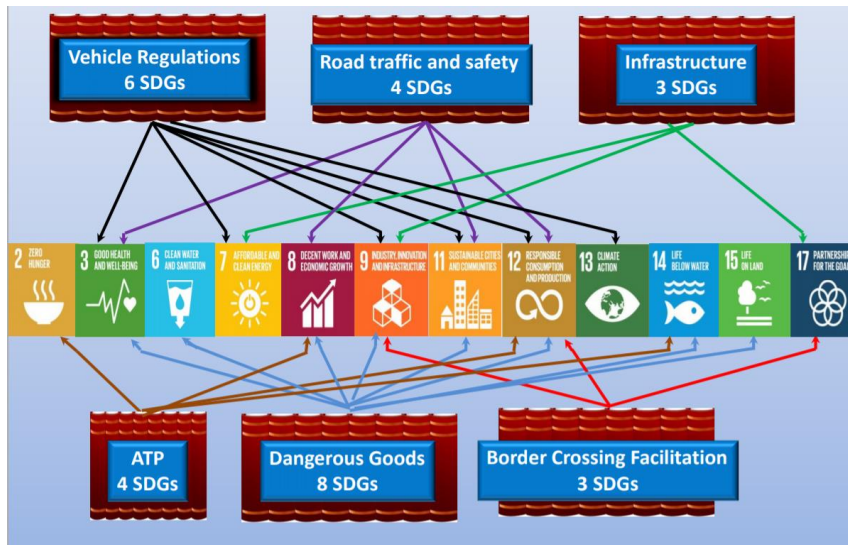 Vehicle Regulations
6 SDGs
Road traffic and safety
4 SDGs
Infrastructure
3 SDGs
2 ZERO
HUNGER
3 GOOD HEALTH
AND WELL-BEING
6 CLEAN WATER
AND SANITATION
7 AFFORDABLE AND
CLEAN ENERGY
8 DECENT WORK AND
ECONOMIC GROWTH
9 INDUSTRY, INNOVATION
AND INFRASTRUCTURE
11 SUSTAINABLE CITIES
AND COMMUNITIES
12 RESPONSIBLE
CONSUMPTION
AND PRODUCTION
13 CLIMATE
ACTION
14 LIFE
BELOW WATER
15 LIFE
ON LAND
17 PARTNERSHIP
FOR THE GOA
ATP
4 SDGs
Dangerous Goods
8 SDGs
Border Crossing Facilitation
3 SDGs